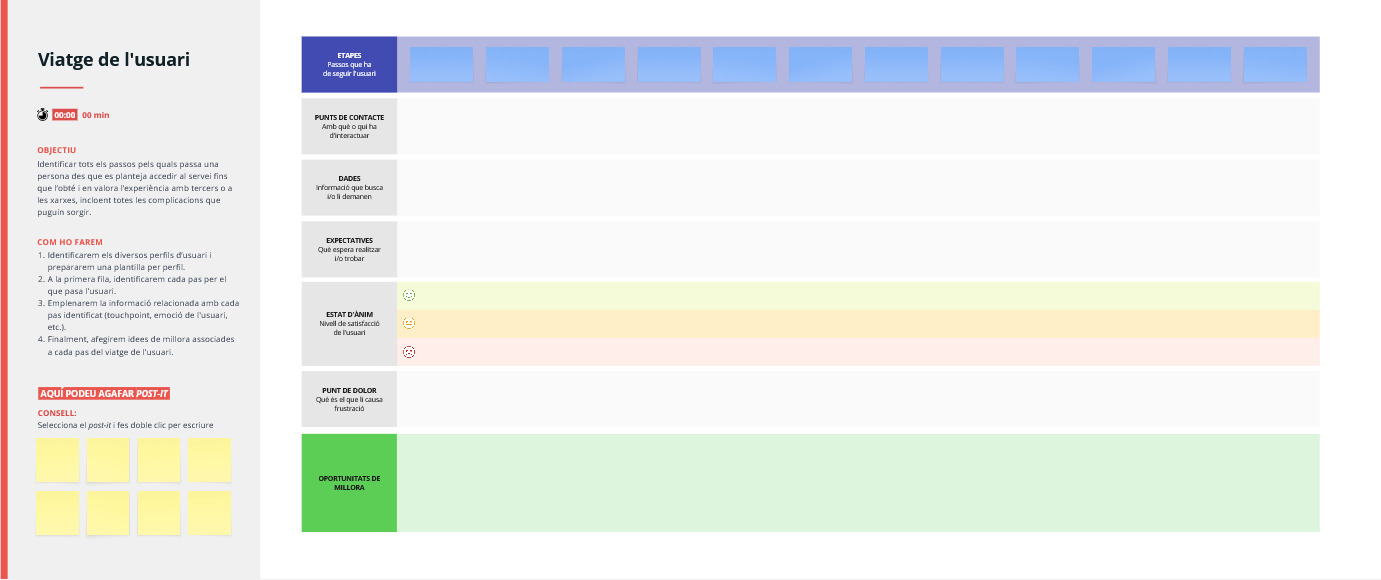 Viatge de l'usuari
00:00 00 min
OBJECTIU
Identificar tots els passos pels quals passa una
persona des que es planteja accedir al servei fins
que l'obté i en valora l'experiència amb tercers o a
les xarxes, incloent totes les complicacions que
puguin sorgir.
COM HO FAREM
1. Identificarem els diversos perfils d'usuari i
prepararem una plantilla per perfil.
2. A la primera fila, identificarem cada pas per el
que pasa l'usuari.
3. Emplenarem la informació relacionada amb cada
pas identificat (touchpoint, emoció de l'usuari,
etc.).
4. Finalment, afegirem idees de millora associades
a cada pas del viatge de l'usuari.
AQUÍ PODEU AGAFAR POST-IT
CONSELL:
Selecciona el post-it i fes doble clic per escriure
ETAPES
Passos que ha
de seguir l'usuari
PUNTS DE CONTACTE
Amb què o qui ha
d'interactuar
DADES
Informació que busca
i/o li demanen
EXPECTATIVES
Què espera realitzar
i/o trobar
ESTAT D'ÀNIM
Nivell de satisfacció
de l'usuari
PUNT DE DOLOR
Què és el que li causa
frustració
OPORTUNITATS DE
MILLORA